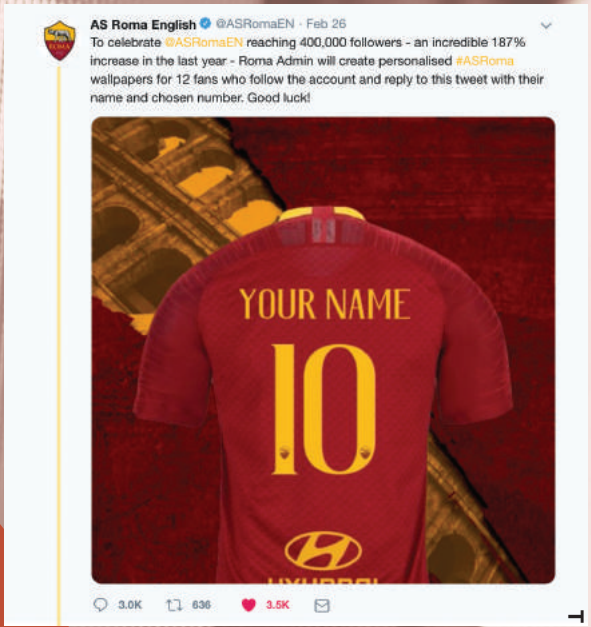 AS Roma English @ASRomaEN · Feb 26
To celebrate @ASRomaEN reaching 400,000 followers - an incredible 187%
increase in the last year - Roma Admin will create personalised #ASRoma
wallpapers for 12 fans who follow the account and reply to this tweet with their
name and chosen number. Good luck!
ROMA
YOUR NAME
10
HYUNDAI
3.0K 636 3.5K
T